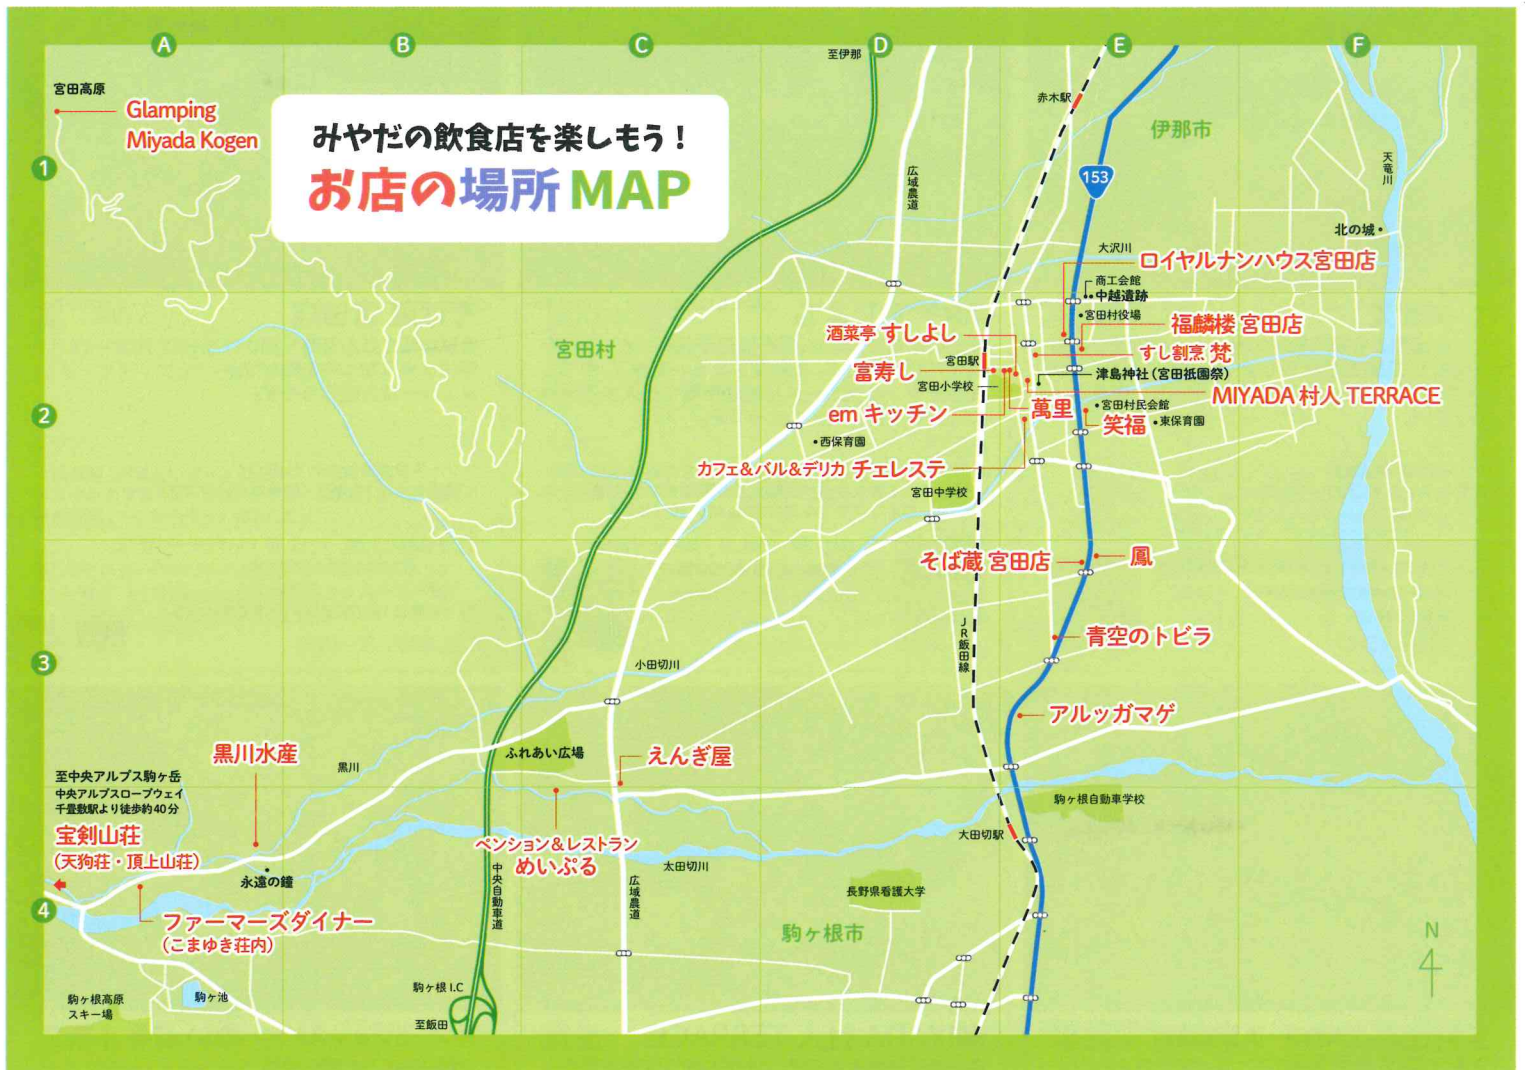 A
B
C
D
E
F
1
2
3
4
宮田高原
Glamping
Miyada Kogen
みやだの飲食店を楽しもう！
お店の場所 MAP
至伊那
広域農道
赤木駅
伊那市
153
天竜川
北の城
大沢川
ロイヤルナンハウス宮田店
商工会館
中越遺跡
宮田村役場
福麟楼 宮田店
酒菜亭 すしよし
宮田駅
すし割烹 梵
富寿し
宮田小学校
津島神社（宮田祇園祭）
MIYADA 村人 TERRACE
em キッチン
萬里
宮田村民会館
笑福
東保育園
宮田村
西保育園
カフェ＆バル＆デリカ チェレステ
宮田中学校
そば蔵 宮田店
鳳
JR飯田線
青空のトビラ
小田切川
アルッガマゲ
ふれあい広場
えんぎ屋
黒川水産
黒川
至中央アルプス駒ヶ岳
中央アルプスロープウェイ
千畳敷駅より徒歩約40分
宝剣山荘
（天狗荘・頂上山荘）
永遠の鐘
ファーマーズダイナー
（こまゆき荘内）
ペンション＆レストラン
めいぷる
太田切川
中央自動車道
広域農道
駒ヶ根自動車学校
大田切駅
長野県看護大学
駒ヶ根市
駒ヶ根高原
スキー場
駒ヶ池
駒ヶ根 I.C
至飯田
N